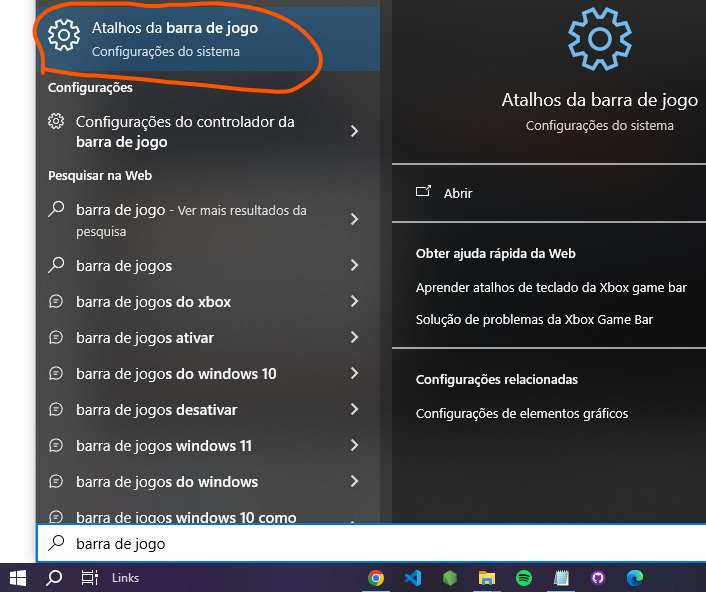 Atalhos da barra de jogo
Configurações do sistema
Configurações
Configurações do controlador da
barra de jogo
Pesquisar na Web
barra de jogo - Ver mais resultados da
pesquisa
barra de jogos
barra de jogos do xbox
barra de jogos ativar
barra de jogos do windows 10
barra de jogos desativar
barra de jogos windows 11
barra de jogos do windows
barra de jogos windows 10 como
Atalhos da barra de jogo
Configurações do sistema
Abrir
Obter ajuda rápida da Web
Aprender atalhos de teclado da Xbox game bar
Solução de problemas da Xbox Game Bar
Configurações relacionadas
Configurações de elementos gráficos
barra de jogo
Links